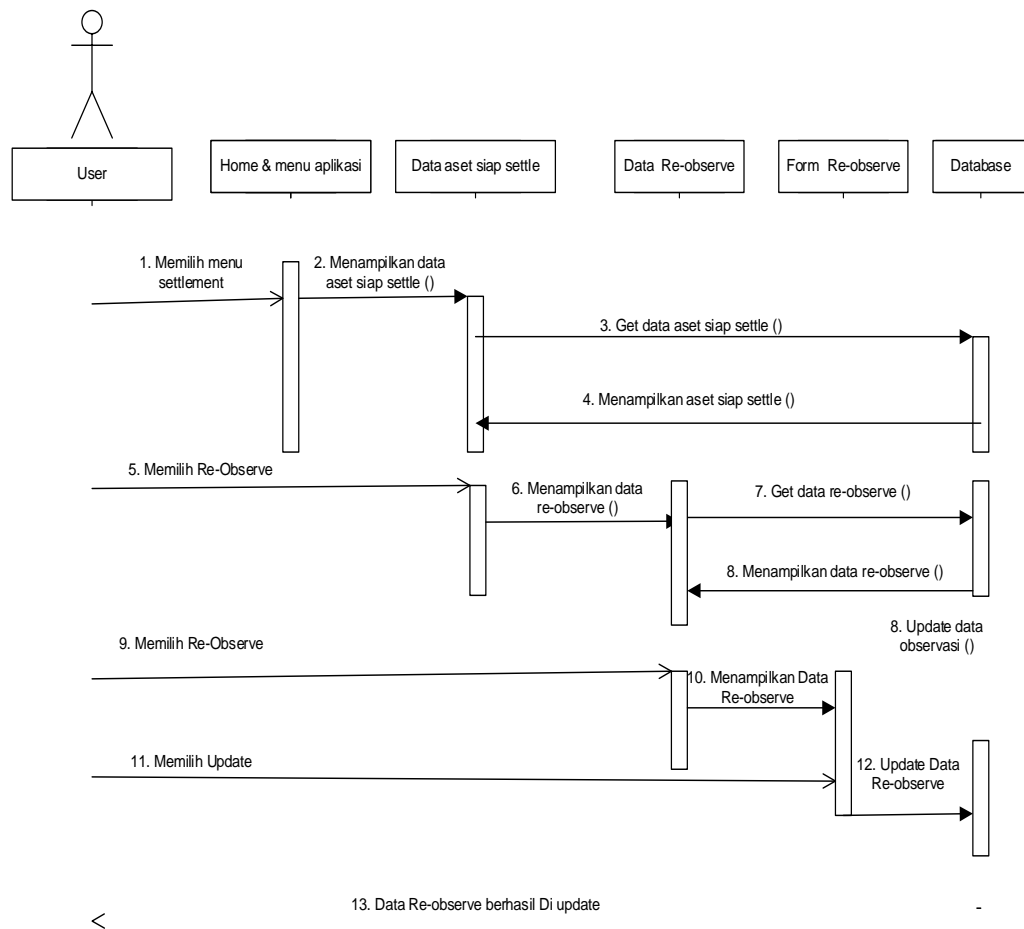 User
Home & menu aplikasi
Data aset siap settle
Data Re-observe
Form Re-observe
Database
1. Memilih menu
settlement
2. Menampilkan data
aset siap settle ()
3. Get data aset siap settle ()
4. Menampilkan aset siap settle ()
5. Memilih Re-Observe
6. Menampilkan data
re-observe ()
7. Get data re-observe ()
8. Menampilkan data re-observe ()
8. Update data
observasi ()
9. Memilih Re-Observe
10. Menampilkan Data
Re-observe
11. Memilih Update
12. Update Data
Re-observe
13. Data Re-observe berhasil Di update